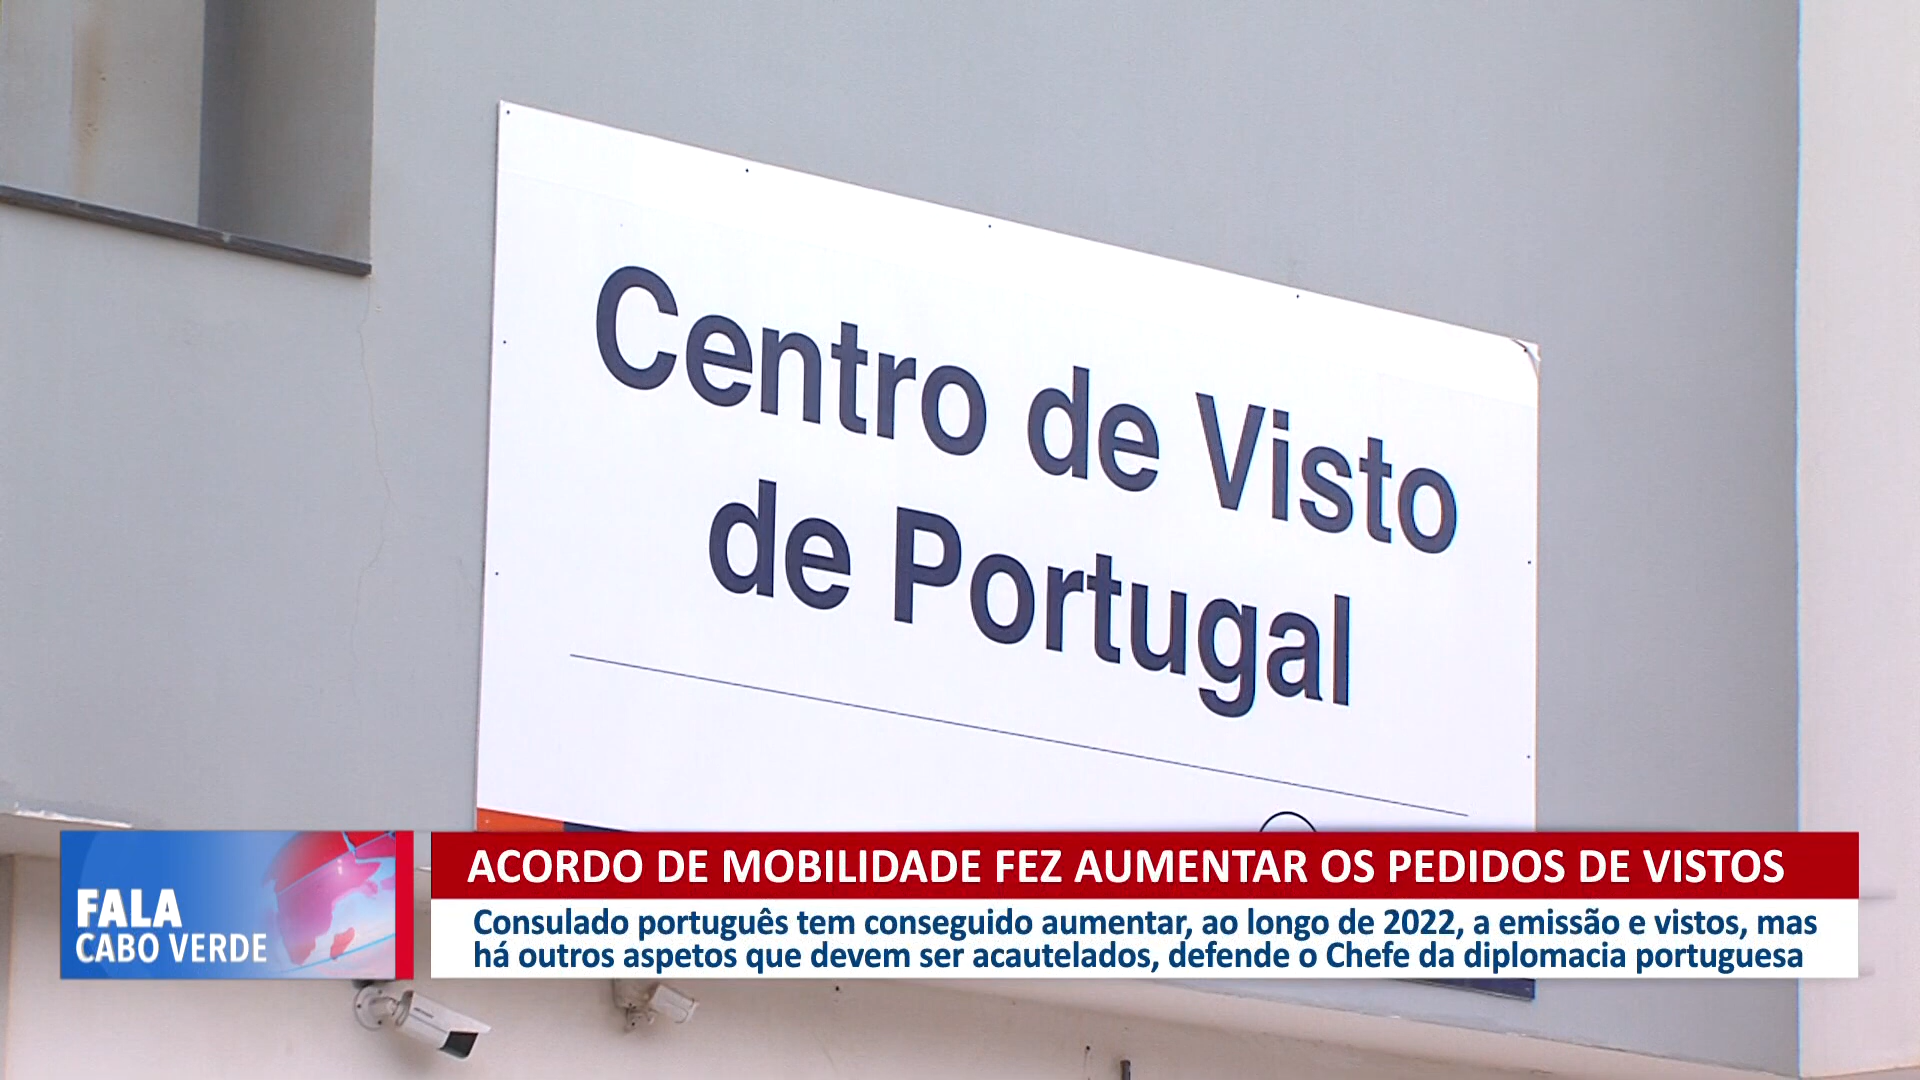 Centro de Visto
de Portugal
FALA
CABO VERDE
ACORDO DE MOBILIDADE FEZ AUMENTAR OS PEDIDOS DE VISTOS
Consulado português tem conseguido aumentar, ao longo de 2022, a emissão e vistos, mas
há outros aspetos que devem ser acautelados, defende o Chefe da diplomacia portuguesa